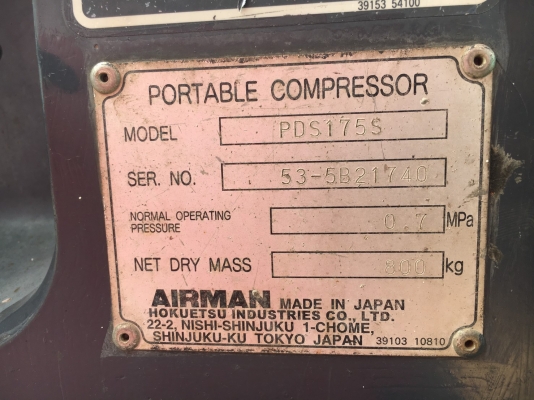 39153 54100
PORTABLE COMPRESSOR
MODEL PDS175S
SER. NO. 53-5B21740
NORMAL OPERATING PRESSURE 0.7 MPa
NET DRY MASS 800 kg
AIRMAN MADE IN JAPAN
HOKUETSU INDUSTRIES CO., LTD.
22-2, NISHI-SHINJUKU 1-CHOME,
SHINJUKU-KU TOKYO JAPAN 39103 10810